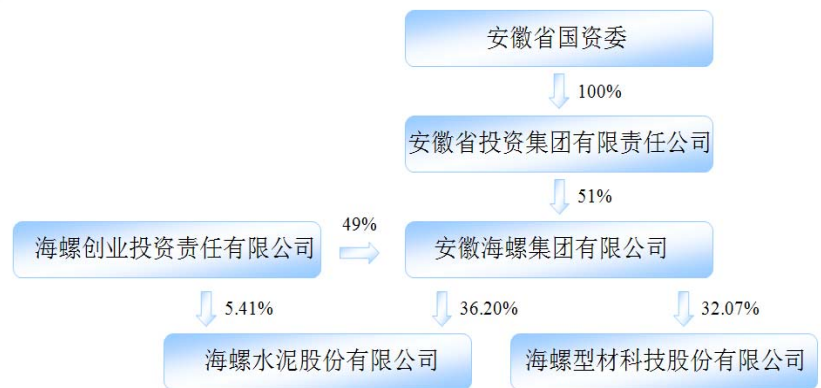 安徽省国资委
100%
安徽省投资集团有限责任公司
51%
49%
海螺创业投资责任有限公司
安徽海螺集团有限公司
5.41%
36.20%
32.07%
海螺水泥股份有限公司
海螺型材科技股份有限公司